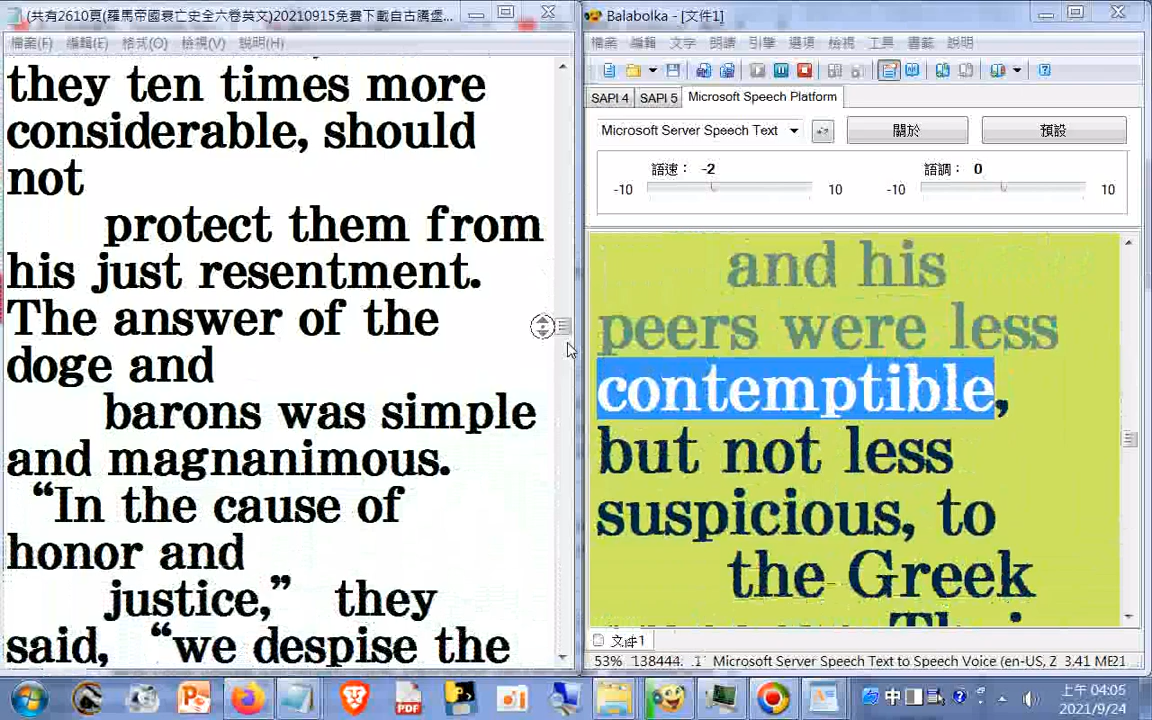 (共有2610頁(羅馬帝國衰亡史全六卷英文)20210915免費下載自古騰堡...
檔案(F) 編輯(E) 格式(O) 檢視(V) 說明(H)
they ten times more
considerable, should
not
protect them from
his just resentment.
The answer of the
doge and
barons was simple
and magnanimous.
“In the cause of
honor and
justice,” they
said, “we despise the
Balabolka - [文件1]
檔案 編輯 文字 朗讀 引擎 選項 檢視 工具 書籤 說明
SAPI 4 SAPI 5 Microsoft Speech Platform
Microsoft Server Speech Text 關於 預設
語速： -2 語調： 0
-10 10 -10 10
and his
peers were less
contemptible,
but not less
suspicious, to
the Greek
文件1
53% 138444. Microsoft Server Speech Text to Speech Voice (en-US, Z 3.41 ME21
中 上午 04:05
2021/9/24